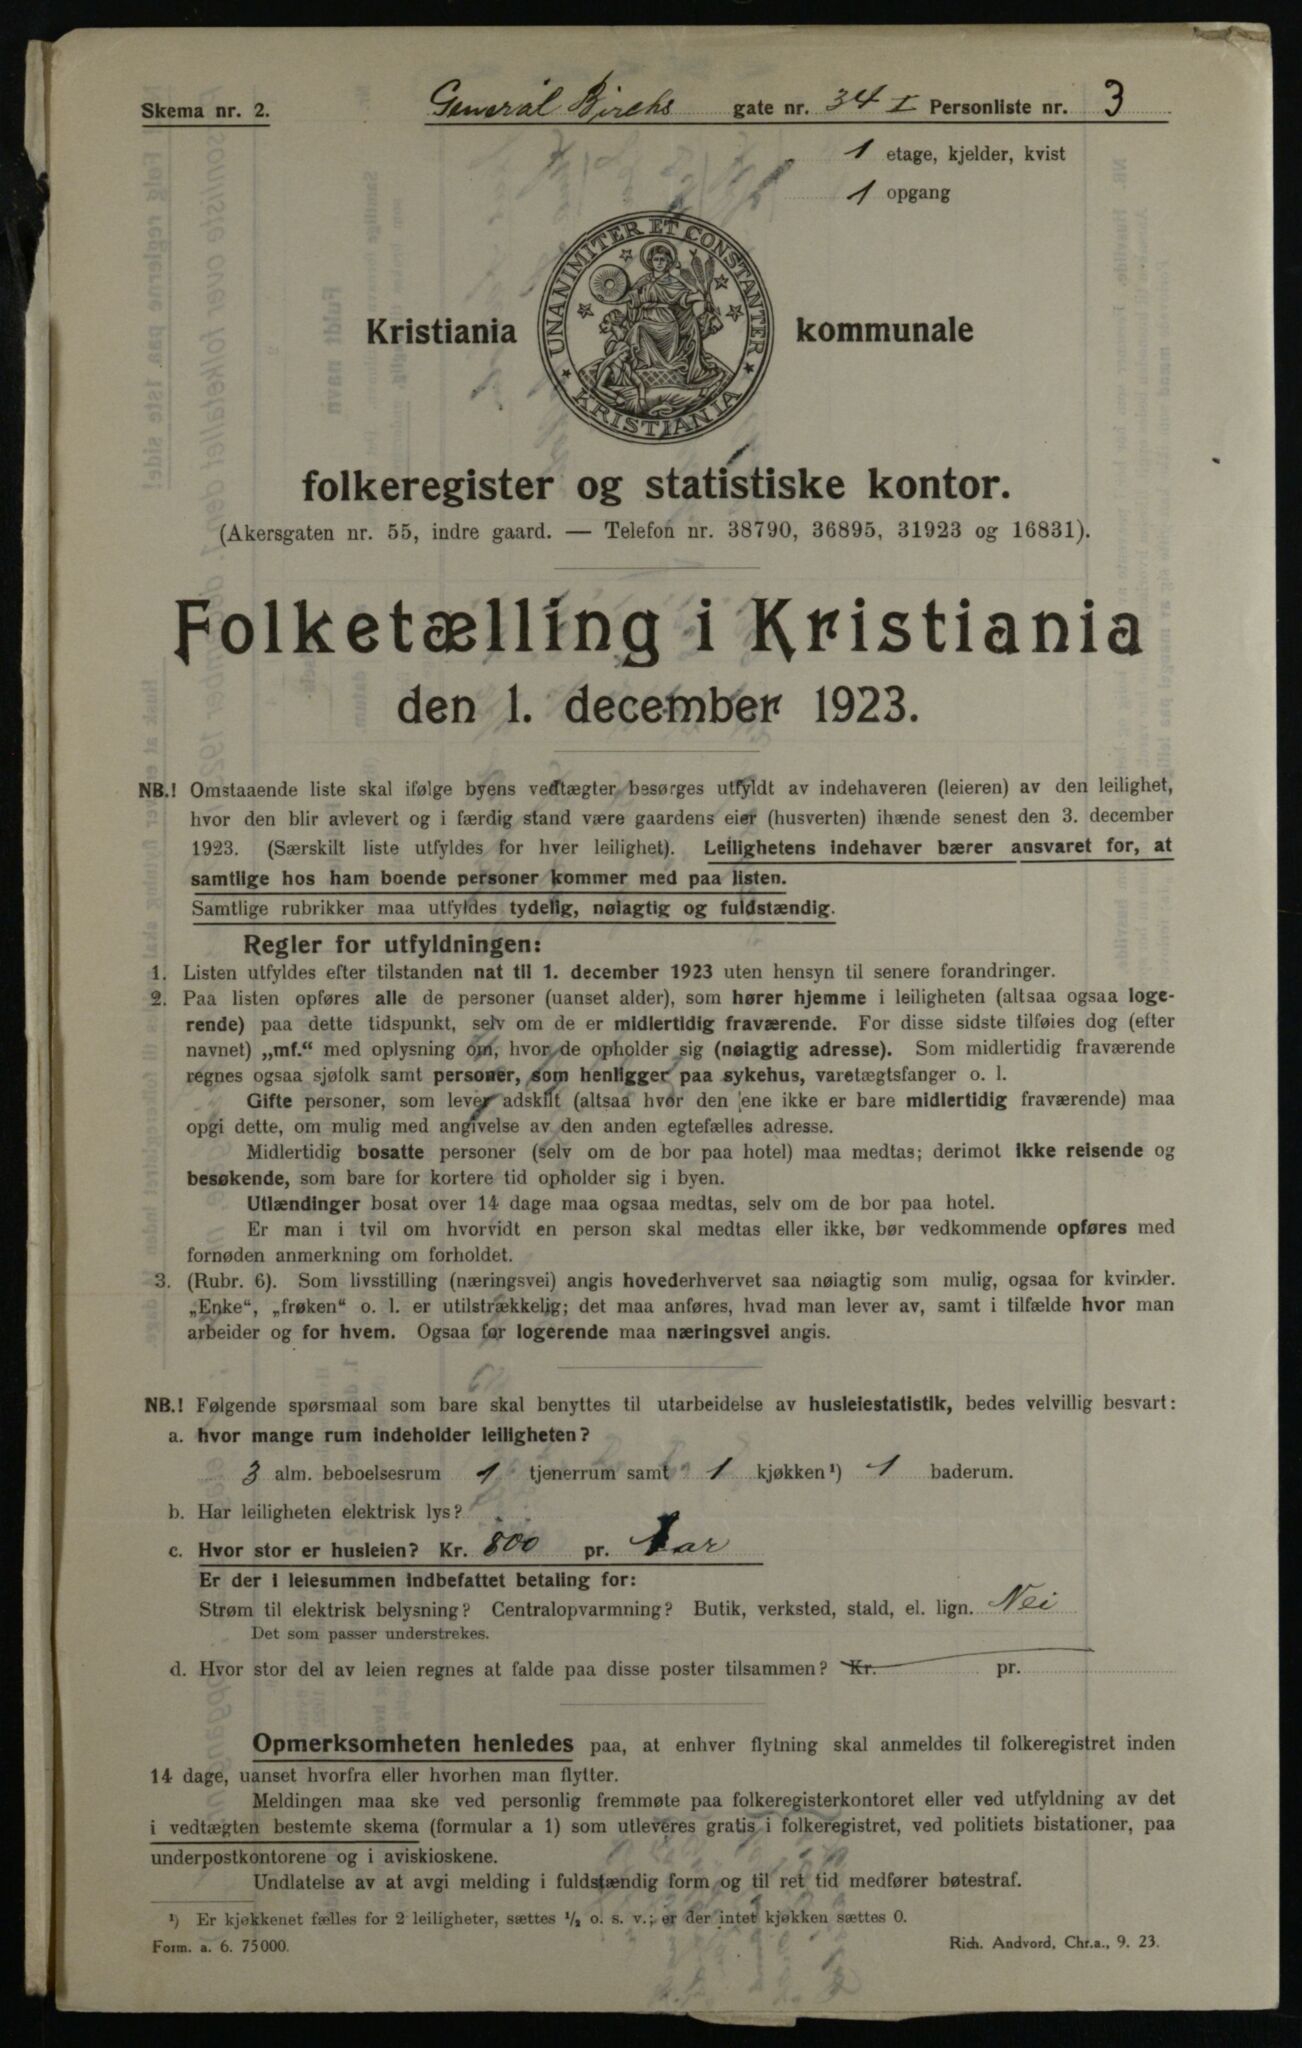 Skema nr. 2. General Birchs gate nr. 34 I Personliste nr. 3
1 etage, kjelder, kvist
1 opgang
UNANIMITER ET CONSTANTER
KRISTIANIA
Kristiania kommunale
folkeregister og statistiske kontor.
(Akersgaten nr. 55, indre gaard. — Telefon nr. 38790, 36895, 31923 og 16831).
Folketælling i Kristiania
den 1. december 1923.
NB.! Omstaaende liste skal ifølge byens vedtægter besørges utfyldt av indehaveren (leieren) av den leilighet,
hvor den blir avlevert og i færdig stand være gaardens eier (husverten) ihænde senest den 3. december
1923. (Særskilt liste utfyldes for hver leilighet). Leilighetens indehaver bærer ansvaret for, at
samtlige hos ham boende personer kommer med paa listen.
Samtlige rubrikker maa utfyldes tydelig, nøiagtig og fuldstændig.
Regler for utfyldningen:
1. Listen utfyldes efter tilstanden nat til 1. december 1923 uten hensyn til senere forandringer.
2. Paa listen opføres alle de personer (uanset alder), som hører hjemme i leiligheten (altsaa ogsaa loge-
rende) paa dette tidspunkt, selv om de er midlertidig fraværende. For disse sidste tilføies dog (efter
navnet) „mf.“ med oplysning om, hvor de opholder sig (nøiagtig adresse). Som midlertidig fraværende
regnes ogsaa sjøfolk samt personer, som henligger paa sykehus, varetægtsfanger o. l.
Gifte personer, som lever adskilt (altsaa hvor den ene ikke er bare midlertidig fraværende) maa
opgi dette, om mulig med angivelse av den anden egtefælles adresse.
Midlertidig bosatte personer (selv om de bor paa hotel) maa medtas; derimot ikke reisende og
besøkende, som bare for kortere tid opholder sig i byen.
Utlændinger bosat over 14 dage maa ogsaa medtas, selv om de bor paa hotel.
Er man i tvil om hvorvidt en person skal medtas eller ikke, bør vedkommende opføres med
fornøden anmerkning om forholdet.
3. (Rubr. 6). Som livsstilling (næringsvei) angis hovederhvervet saa nøiagtig som mulig, ogsaa for kvinder.
„Enke“, „frøken“ o. l. er utilstrækkelig; det maa anføres, hvad man lever av, samt i tilfælde hvor man
arbeider og for hvem. Ogsaa for logerende maa næringsvei angis.
NB.! Følgende spørsmaal som bare skal benyttes til utarbeidelse av husleiestatistik, bedes velvillig besvart:
a. hvor mange rum indeholder leiligheten?
3 alm. beboelsesrum 1 tjenerrum samt 1 kjøkken¹) 1 baderum.
b. Har leiligheten elektrisk lys?
c. Hvor stor er husleien? Kr. 800 pr. Aar
Er der i leiesummen indbefattet betaling for:
Strøm til elektrisk belysning? Centralopvarmning? Butik, verksted, stald, el. lign. Nei
Det som passer understrekes.
d. Hvor stor del av leien regnes at falde paa disse poster tilsammen? Kr. pr.
Opmerksomheten henledes paa, at enhver flytning skal anmeldes til folkeregistret inden
14 dage, uanset hvorfra eller hvorhen man flytter.
Meldingen maa ske ved personlig fremmøte paa folkeregisterkontoret eller ved utfyldning av det
i vedtægten bestemte skema (formular a 1) som utleveres gratis i folkeregistret, ved politiets bistationer, paa
underpostkontorene og i aviskioskene.
Undlatelse av at avgi melding i fuldstændig form og til ret tid medfører bøtestraf.
¹) Er kjøkkenet fælles for 2 leiligheter, sættes ½ o. s. v.; er der intet kjøkken sættes 0.
Form. a. 6. 75000. Rich. Andvord, Chr.a., 9. 23.